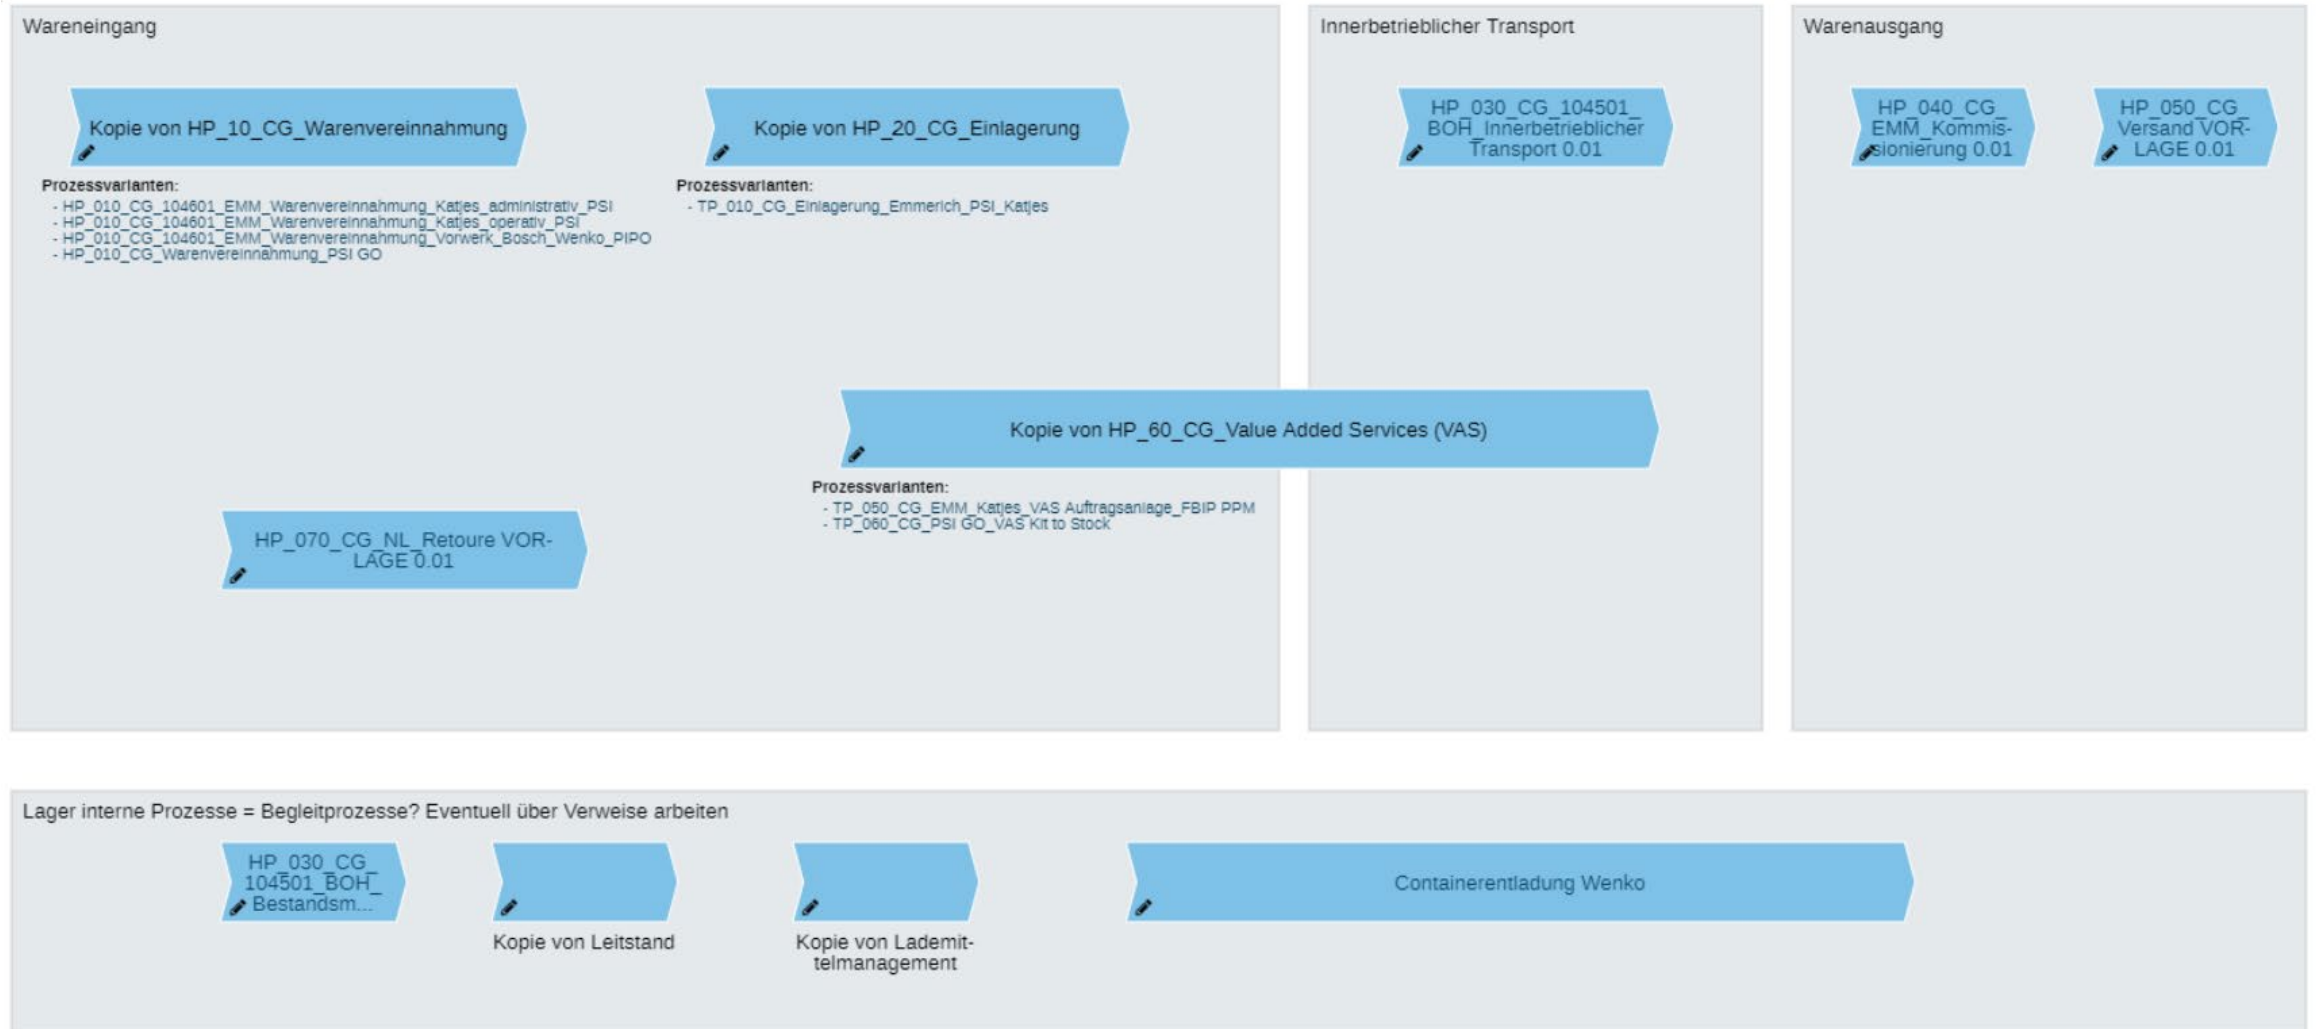 Wareneingang
Kopie von HP_10_CG_Warenvereinnahmung
Prozessvarianten:
- HP_010_CG_104601_EMM_Warenvereinnahmung_Katjes_administrativ_PSI
- HP_010_CG_104601_EMM_Warenvereinnahmung_Katjes_operativ_PSI
- HP_010_CG_104601_EMM_Warenvereinnahmung_Vorwerk_Bosch_Wenko_PIPO
- HP_010_CG_Warenvereinnahmung_PSI GO
Kopie von HP_20_CG_Einlagerung
Prozessvarianten:
- TP_010_CG_Einlagerung_Emmerich_PSI_Katjes
Kopie von HP_60_CG_Value Added Services (VAS)
Prozessvarianten:
- TP_050_CG_EMM_Katjes_VAS Auftragsanlage_FBIP PPM
- TP_060_CG_PSI GO_VAS Kit to Stock
HP_070_CG_NL_Retoure VOR-
LAGE 0.01
Innerbetrieblicher Transport
HP_030_CG_104501_
BOH_Innerbetrieblicher
Transport 0.01
Warenausgang
HP_040_CG_
EMM_Kommis-
sionierung 0.01
HP_050_CG_
Versand VOR-
LAGE 0.01
Lager interne Prozesse = Begleitprozesse? Eventuell über Verweise arbeiten
HP_030_CG_
104501_BOH_
Bestandsm...
Kopie von Leitstand
Kopie von Lademit-
telmanagement
Containerentladung Wenko